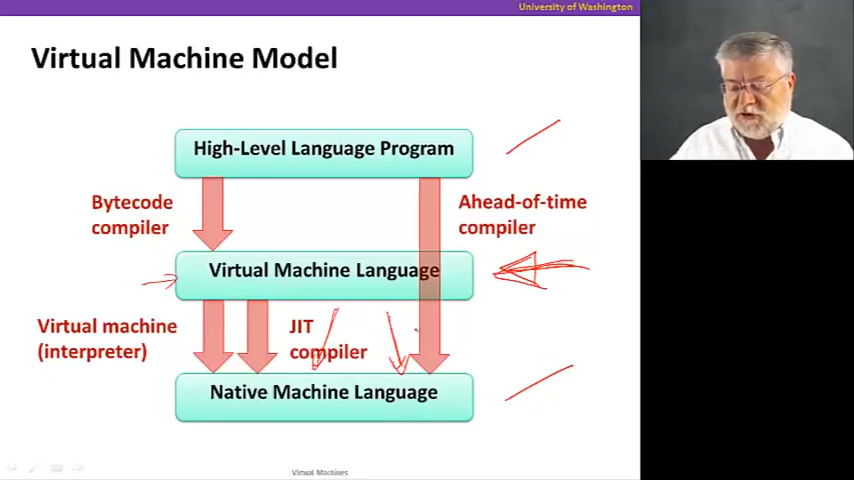 University of Washington
Virtual Machine Model
High-Level Language Program
Bytecode
compiler
Ahead-of-time
compiler
Virtual Machine Language
Virtual machine
(interpreter)
JIT
compiler
Native Machine Language
Virtual Machines